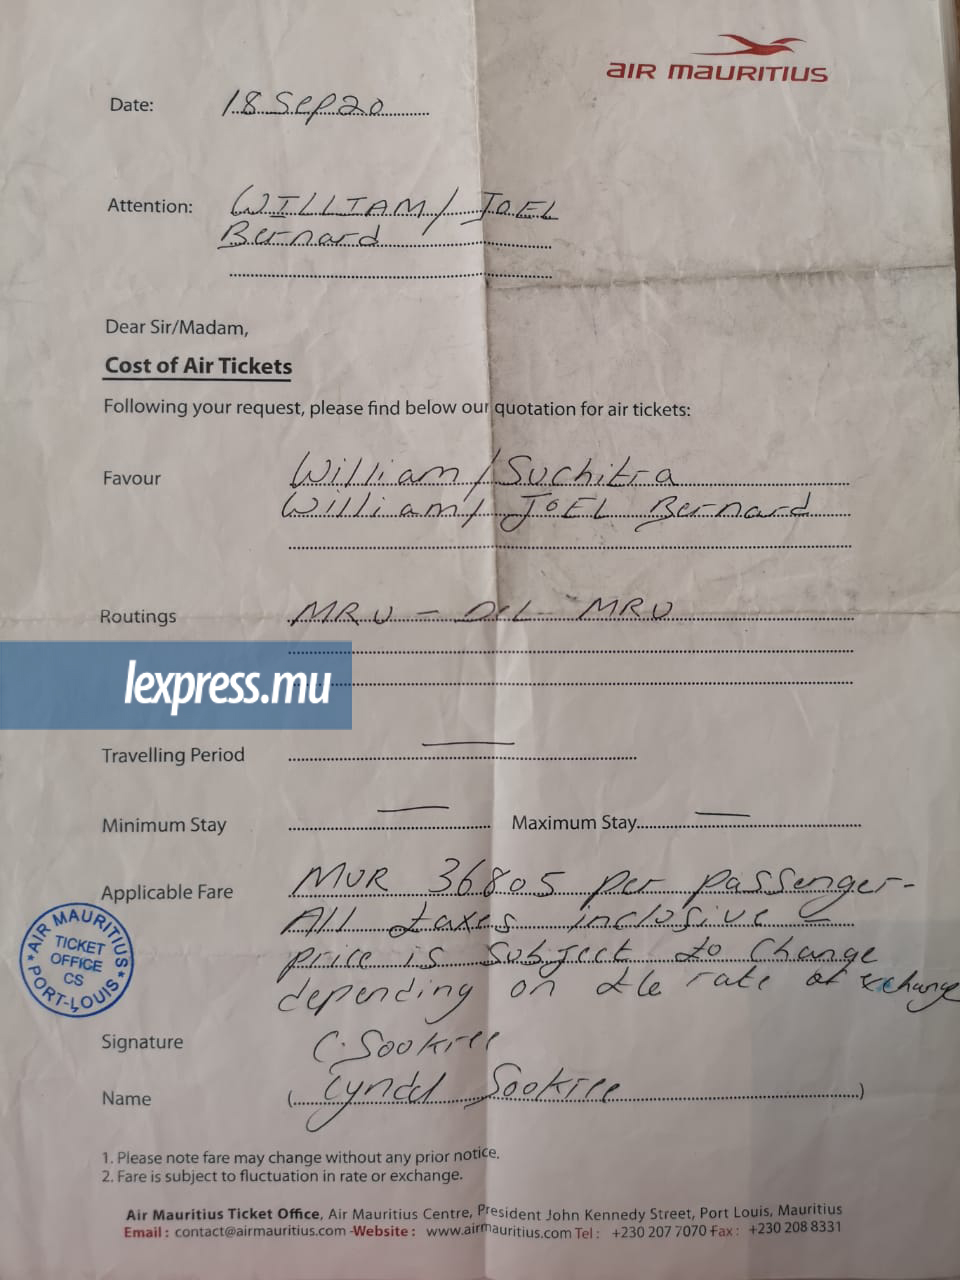 AIR MAURITIUS
Date: 18 Sep 20
Attention: WILLIAM / JOEL
Bernard
Dear Sir/Madam,
Cost of Air Tickets
Following your request, please find below our quotation for air tickets:
Favour William / Suchitra
William / JOEL Bernard
Routings MRU - DEL - MRU
lexpress.mu
Travelling Period
Minimum Stay Maximum Stay
Applicable Fare MUR 36805 per passenger -
All taxes inclusive
price is subject to change
depending on the rate of exchange
AIR MAURITIUS
TICKET
OFFICE
CS
PORT-LOUIS
Signature C. Sookree
Name ( Sookree )
1. Please note fare may change without any prior notice.
2. Fare is subject to fluctuation in rate or exchange.
Air Mauritius Ticket Office, Air Mauritius Centre, President John Kennedy Street, Port Louis, Mauritius
Email : contact@airmauritius.com -Website : www.airmauritius.com Tel : +230 207 7070 Fax : +230 208 8331